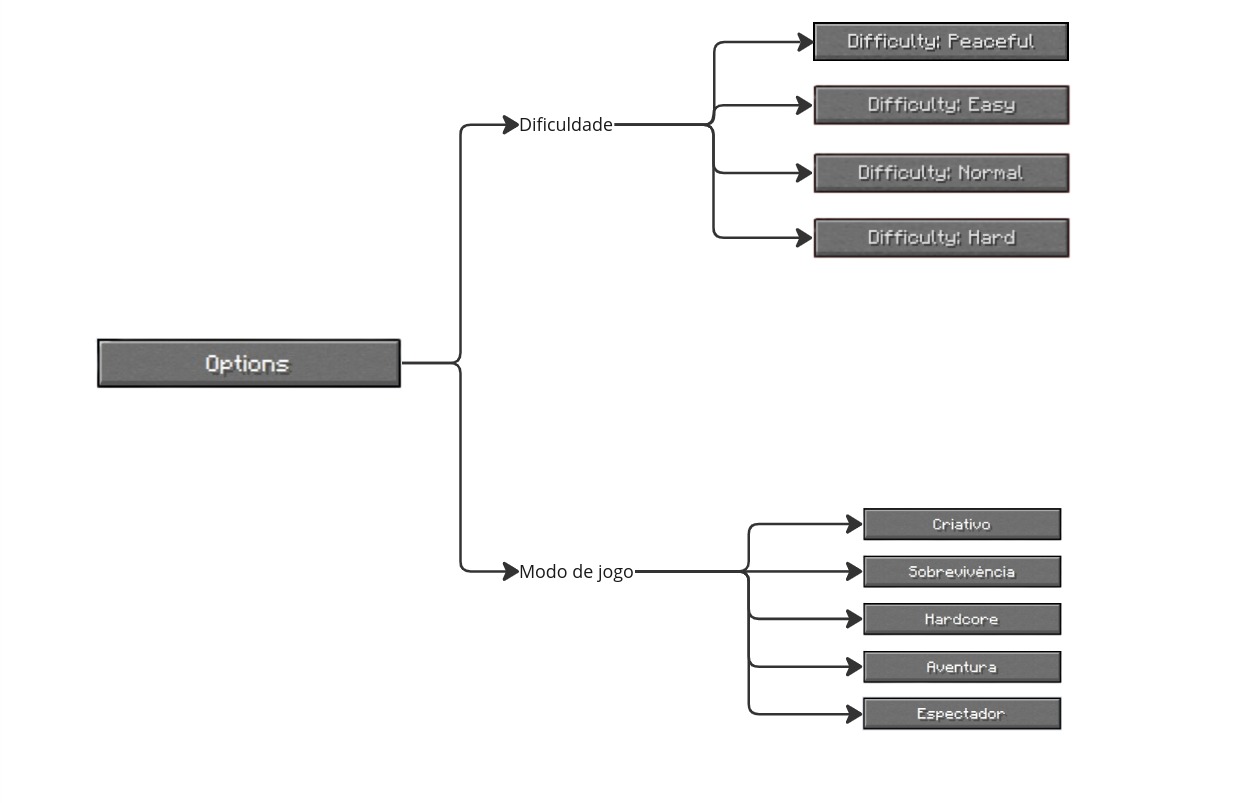 Difficulty: Peaceful
Difficulty: Easy
Dificuldade
Difficulty: Normal
Difficulty: Hard
Options
Criativo
Modo de jogo
Sobrevivência
Hardcore
Aventura
Espectador